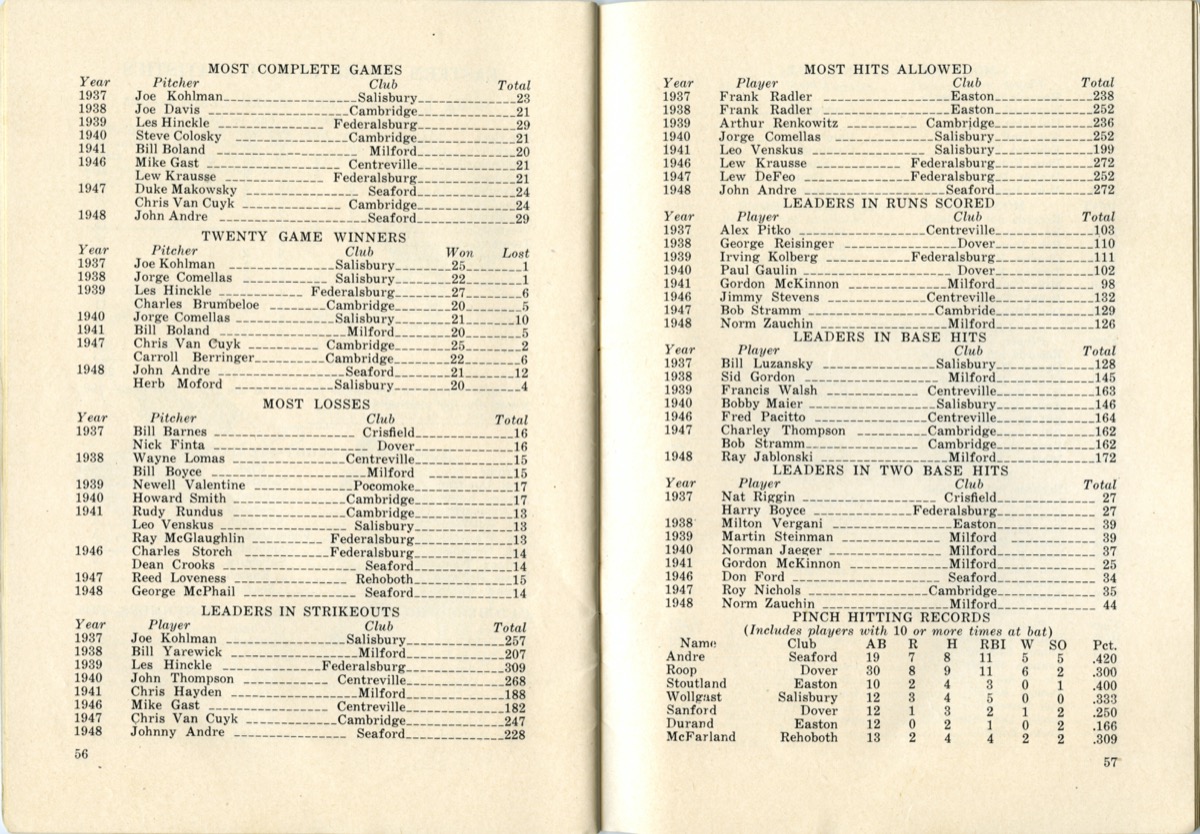 MOST COMPLETE GAMES
Year Pitcher Club Total
1937 Joe Kohlman Salisbury 23
1938 Joe Davis Cambridge 21
1939 Les Hinckle Federalsburg 29
1940 Steve Colosky Cambridge 21
1941 Bill Boland Milford 20
1946 Mike Gast Centreville 21
Lew Krausse Federalsburg 21
1947 Duke Makowsky Seaford 24
Chris Van Cuyk Cambridge 24
1948 John Andre Seaford 29
TWENTY GAME WINNERS
Year Pitcher Club Won Lost
1937 Joe Kohlman Salisbury 25 1
1938 Jorge Comellas Salisbury 22 1
1939 Les Hinckle Federalsburg 27 6
Charles Brumbeloe Cambridge 20 5
1940 Jorge Comellas Salisbury 21 10
1941 Bill Boland Milford 20 5
1947 Chris Van Cuyk Cambridge 25 2
Carroll Berringer Cambridge 22 6
1948 John Andre Seaford 21 12
Herb Moford Salisbury 20 4
MOST LOSSES
Year Pitcher Club Total
1937 Bill Barnes Crisfield 16
Nick Finta Dover 16
1938 Wayne Lomas Centreville 15
Bill Boyce Milford 15
1939 Newell Valentine Pocomoke 17
1940 Howard Smith Cambridge 17
1941 Rudy Rundus Cambridge 13
Leo Venskus Salisbury 13
Ray McGlaughlin Federalsburg 13
1946 Charles Storch Federalsburg 14
Dean Crooks Seaford 14
1947 Reed Loveness Rehoboth 15
1948 George McPhail Seaford 14
LEADERS IN STRIKEOUTS
Year Player Club Total
1937 Joe Kohlman Salisbury 257
1938 Bill Yarewick Milford 207
1939 Les Hinckle Federalsburg 309
1940 John Thompson Centreville 268
1941 Chris Hayden Milford 188
1946 Mike Gast Centreville 182
1947 Chris Van Cuyk Cambridge 247
1948 Johnny Andre Seaford 228
56
MOST HITS ALLOWED
Year Player Club Total
1937 Frank Radler Easton 238
1938 Frank Radler Easton 252
1939 Arthur Renkowitz Cambridge 236
1940 Jorge Comellas Salisbury 252
1941 Leo Venskus Salisbury 199
1946 Lew Krausse Federalsburg 272
1947 Lew DeFeo Federalsburg 252
1948 John Andre Seaford 272
LEADERS IN RUNS SCORED
Year Player Club Total
1937 Alex Pitko Centreville 103
1938 George Reisinger Dover 110
1939 Irving Kolberg Federalsburg 111
1940 Paul Gaulin Dover 102
1941 Gordon McKinnon Milford 98
1946 Jimmy Stevens Centreville 132
1947 Bob Stramm Cambride 129
1948 Norm Zauchin Milford 126
LEADERS IN BASE HITS
Year Player Club Total
1937 Bill Luzansky Salisbury 128
1938 Sid Gordon Milford 145
1939 Francis Walsh Centreville 163
1940 Bobby Maier Salisbury 146
1946 Fred Pacitto Centreville 164
1947 Charley Thompson Cambridge 162
Bob Stramm Cambridge 162
1948 Ray Jablonski Milford 172
LEADERS IN TWO BASE HITS
Year Player Club Total
1937 Nat Riggin Crisfield 27
Harry Boyce Federalsburg 27
1938 Milton Vergani Easton 39
1939 Martin Steinman Milford 39
1940 Norman Jaeger Milford 37
1941 Gordon McKinnon Milford 25
1946 Don Ford Seaford 34
1947 Roy Nichols Cambridge 35
1948 Norm Zauchin Milford 44
PINCH HITTING RECORDS
(Includes players with 10 or more times at bat)
Name Club AB R H RBI W SO Pct.
Andre Seaford 19 7 8 11 5 5 .420
Roop Dover 30 8 9 11 6 2 .300
Stoutland Easton 10 2 4 3 0 1 .400
Wollgast Salisbury 12 3 4 5 0 0 .333
Sanford Dover 12 1 3 2 1 2 .250
Durand Easton 12 0 2 1 0 2 .166
McFarland Rehoboth 13 2 4 4 2 2 .309
57